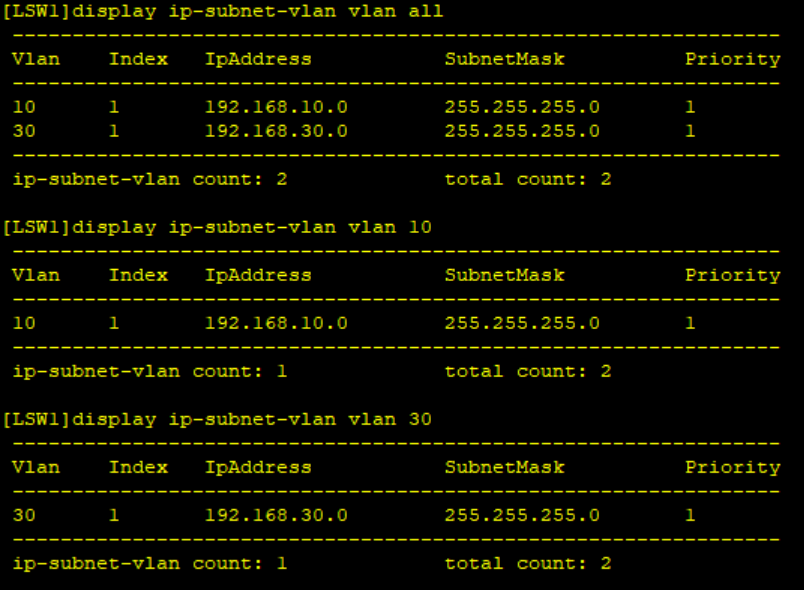 [LSW1]display ip-subnet-vlan vlan all
----------------------------------------------------------------
Vlan    Index   IpAddress           SubnetMask          Priority
----------------------------------------------------------------
10      1       192.168.10.0        255.255.255.0       1
30      1       192.168.30.0        255.255.255.0       1
----------------------------------------------------------------
ip-subnet-vlan count: 2             total count: 2
[LSW1]display ip-subnet-vlan vlan 10
----------------------------------------------------------------
Vlan    Index   IpAddress           SubnetMask          Priority
----------------------------------------------------------------
10      1       192.168.10.0        255.255.255.0       1
----------------------------------------------------------------
ip-subnet-vlan count: 1             total count: 2
[LSW1]display ip-subnet-vlan vlan 30
----------------------------------------------------------------
Vlan    Index   IpAddress           SubnetMask          Priority
----------------------------------------------------------------
30      1       192.168.30.0        255.255.255.0       1
----------------------------------------------------------------
ip-subnet-vlan count: 1             total count: 2